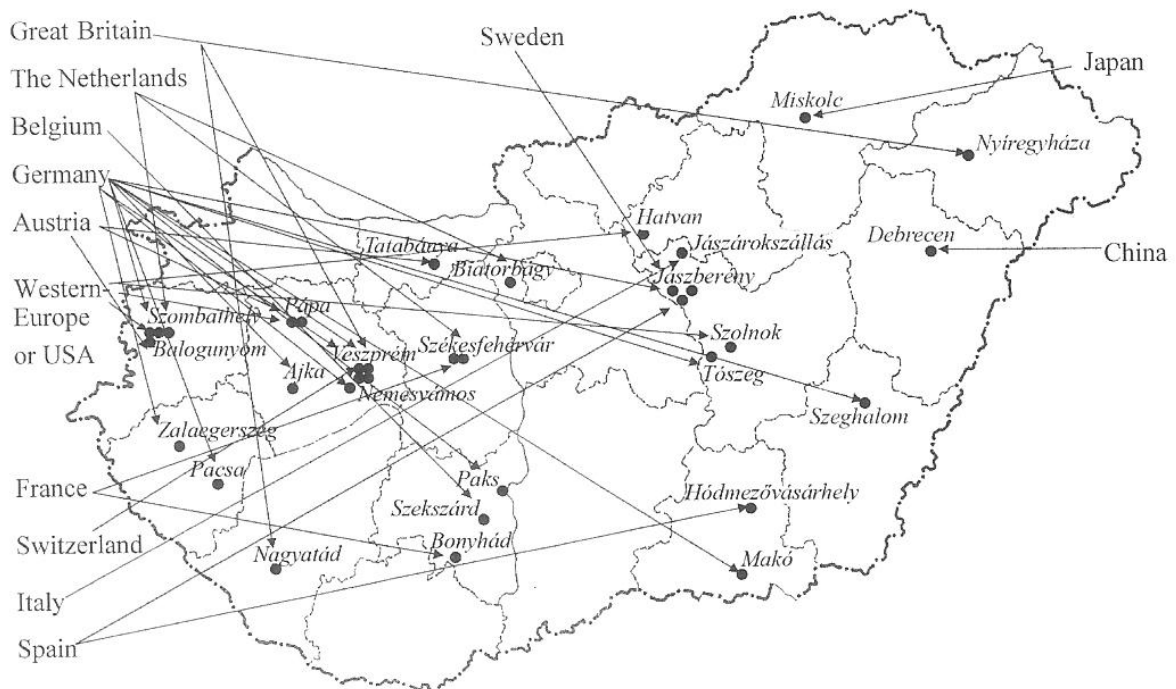 Great Britain
The Netherlands
Belgium
Germany
Austria
Western
Europe
or USA
France
Switzerland
Italy
Spain
Sweden
Japan
China
Miskolc
Nyíregyháza
Hatvan
Jászárokszállás
Debrecen
Tatabánya
Biatorbágy
Jászberény
Szombathely
Pápa
Balogunyom
Veszprém
Székesfehérvár
Szolnok
Ajka
Nemesvámos
Tószeg
Szeghalom
Zalaegerszeg
Pacsa
Paks
Szekszárd
Hódmezővásárhely
Nagyatád
Bonyhád
Makó